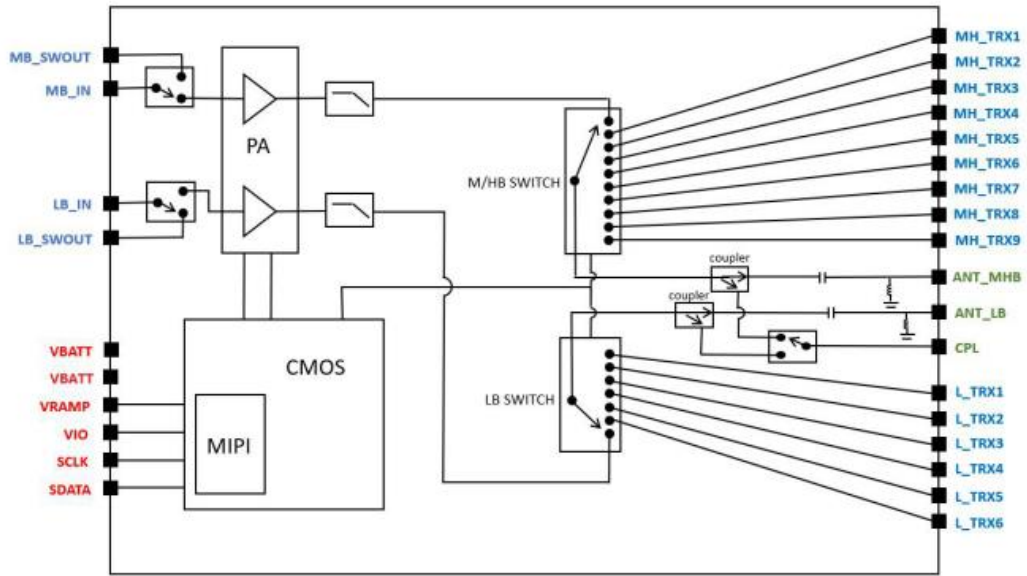 MB_SWOUT
MB_IN
LB_IN
LB_SWOUT
VBATT
VBATT
VRAMP
VIO
SCLK
SDATA
PA
CMOS
MIPI
M/HB SWITCH
LB SWITCH
coupler
coupler
MH_TRX1
MH_TRX2
MH_TRX3
MH_TRX4
MH_TRX5
MH_TRX6
MH_TRX7
MH_TRX8
MH_TRX9
ANT_MHB
ANT_LB
CPL
L_TRX1
L_TRX2
L_TRX3
L_TRX4
L_TRX5
L_TRX6